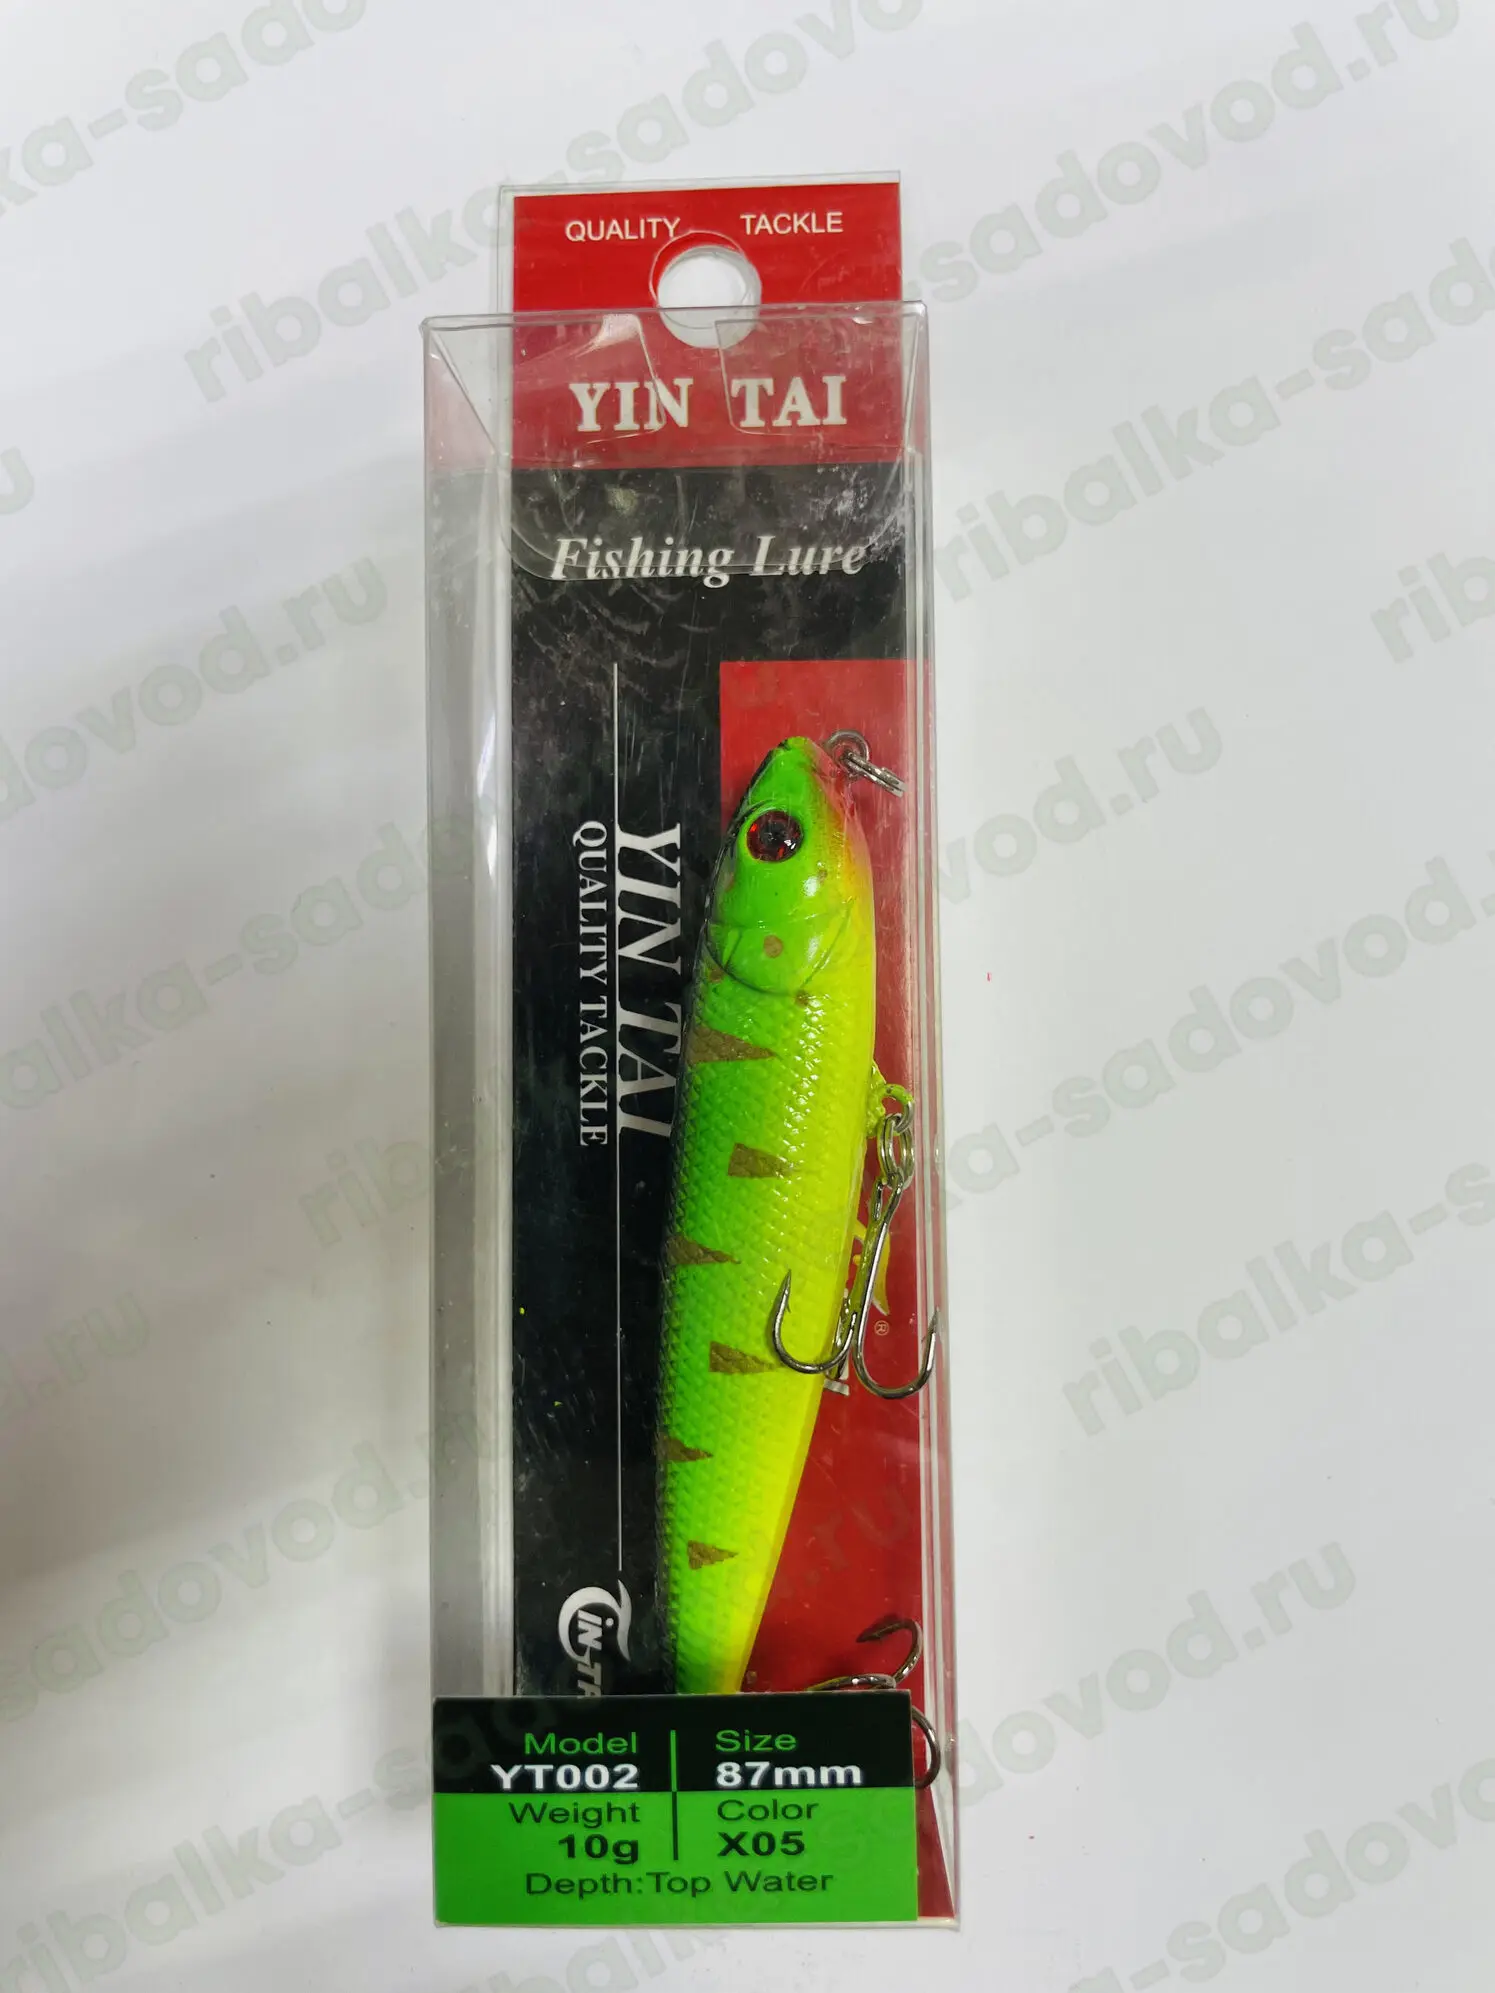 QUALITY TACKLE
YIN TAI
Fishing Lure
YIN TAI
QUALITY TACKLE
®
Model
YT002
Size
87mm
Weight
10g
Color
X05
Depth:Top Water
ribalka-sadovod.ru